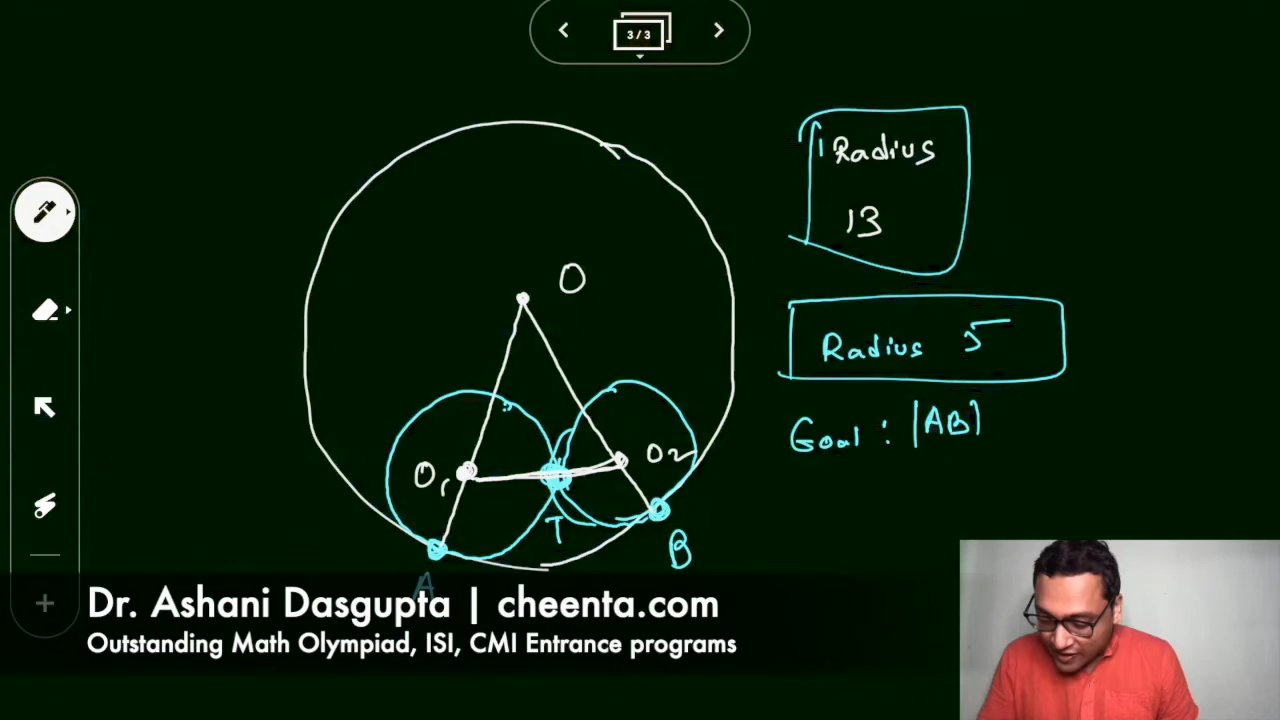 3/3
Radius
13
O
Radius 5
Goal : |AB|
O1
O2
T
B
A
Dr. Ashani Dasgupta | cheenta.com
Outstanding Math Olympiad, ISI, CMI Entrance programs